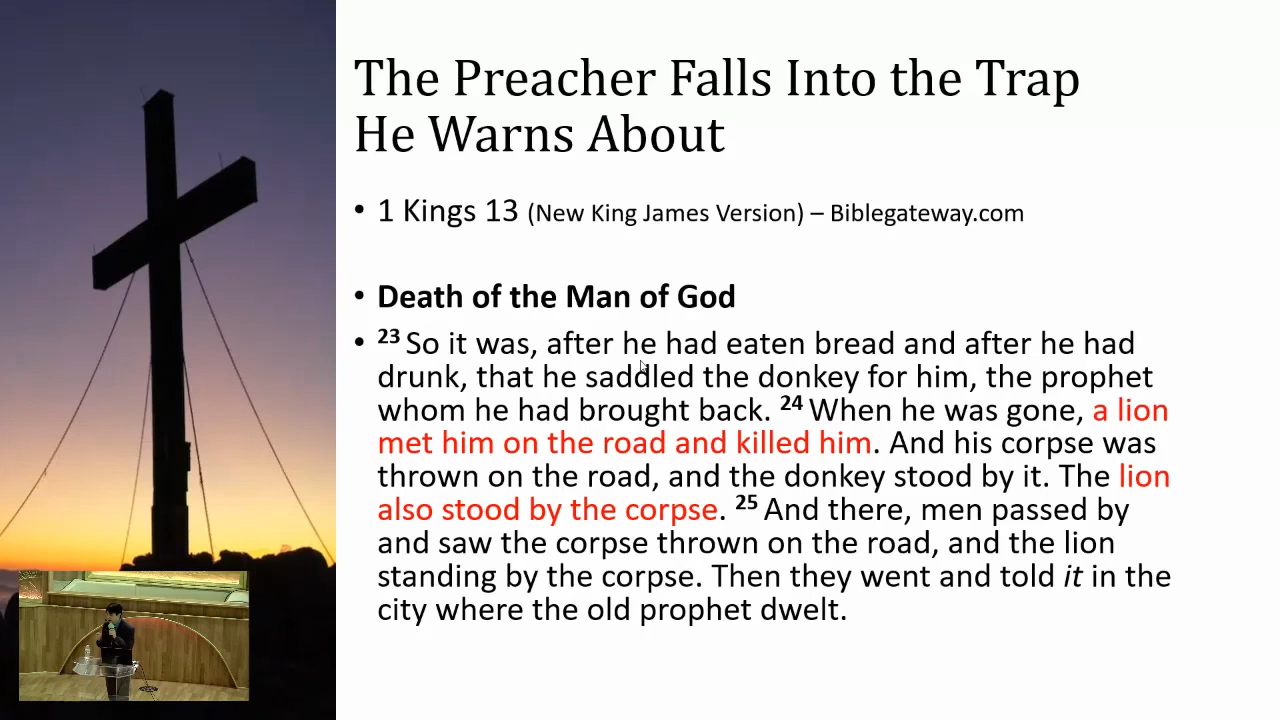 The Preacher Falls Into the Trap
He Warns About
• 1 Kings 13 (New King James Version) – Biblegateway.com
• Death of the Man of God
• 23 So it was, after he had eaten bread and after he had
drunk, that he saddled the donkey for him, the prophet
whom he had brought back. 24 When he was gone, a lion
met him on the road and killed him. And his corpse was
thrown on the road, and the donkey stood by it. The lion
also stood by the corpse. 25 And there, men passed by
and saw the corpse thrown on the road, and the lion
standing by the corpse. Then they went and told it in the
city where the old prophet dwelt.